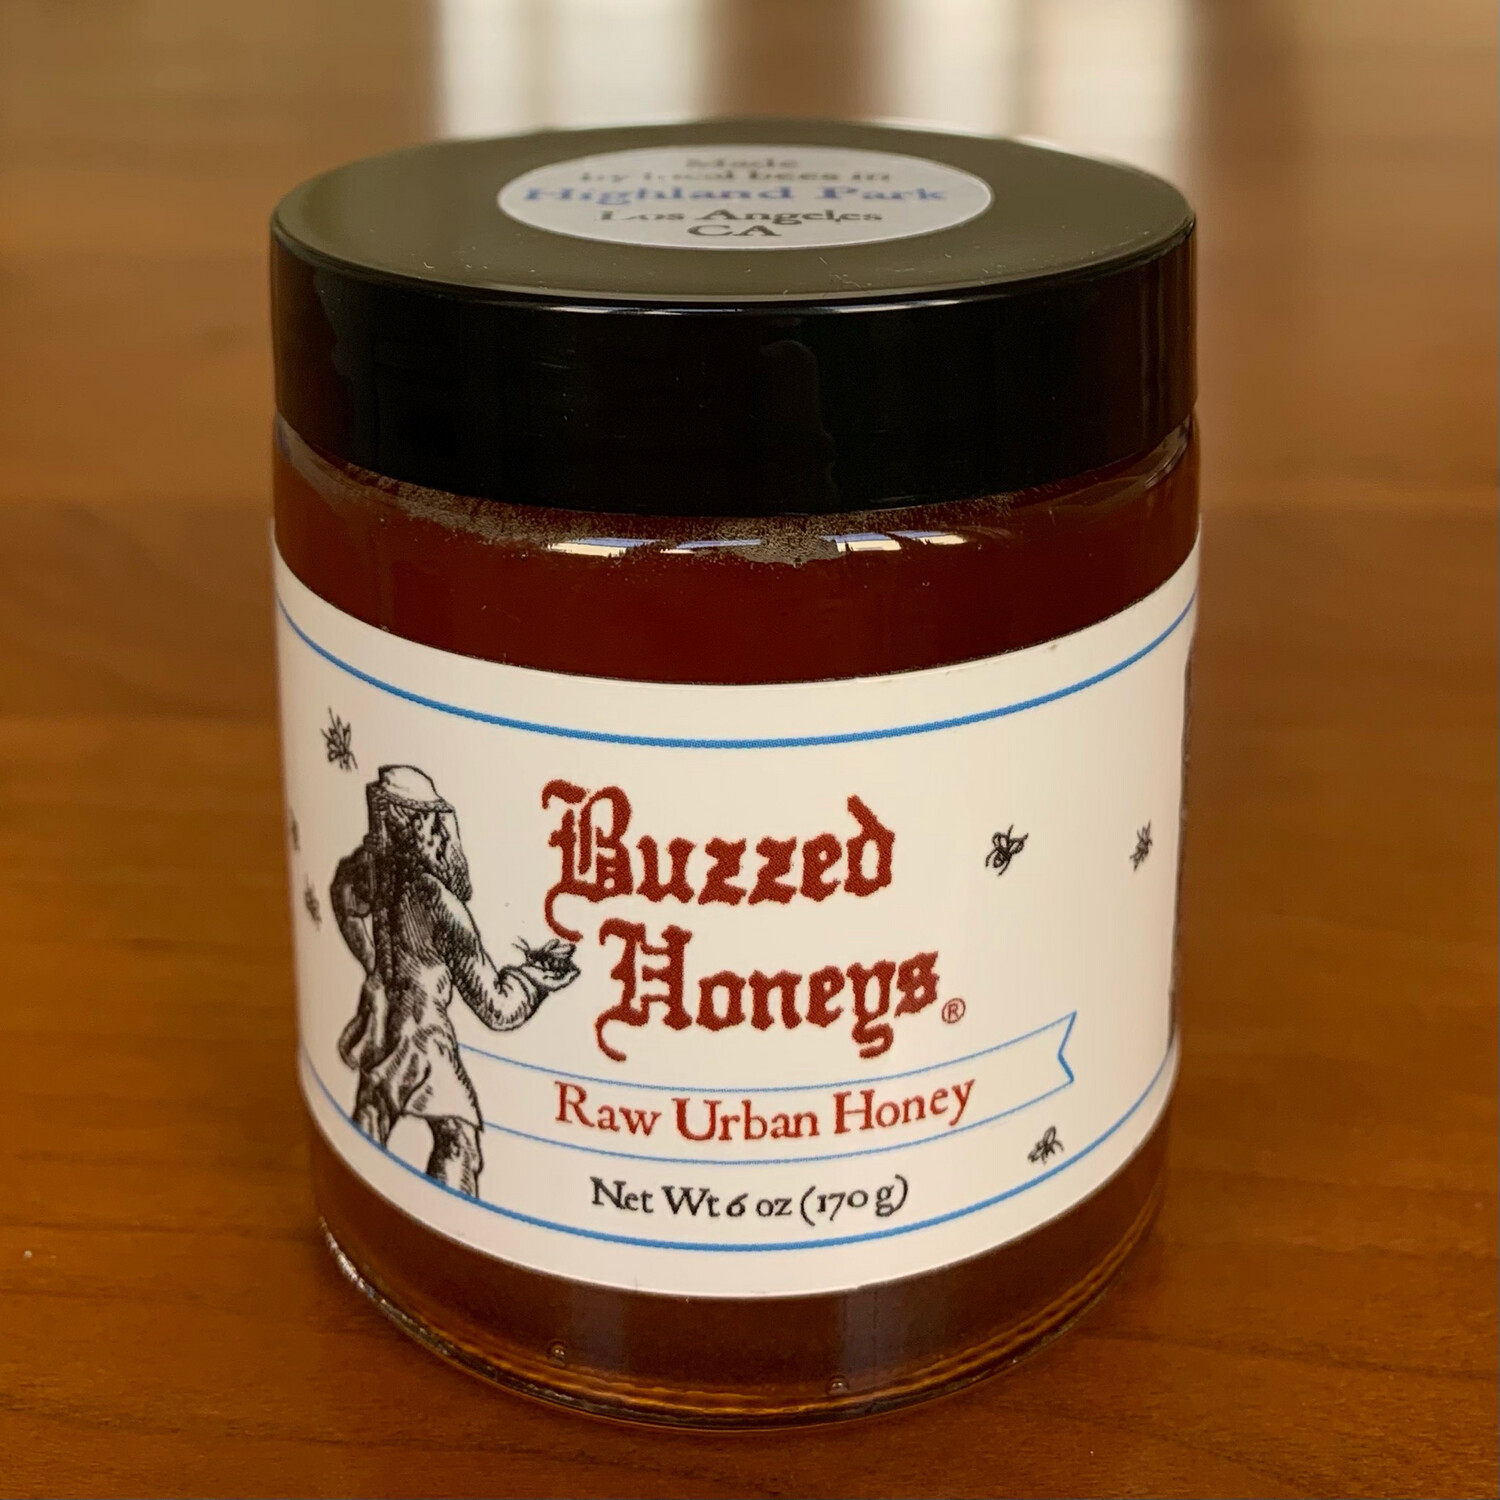 Made
by local bees in
Highland Park
Los Angeles
CA
Buzzed
Honeys®
Raw Urban Honey
Net Wt 6 oz (170 g)